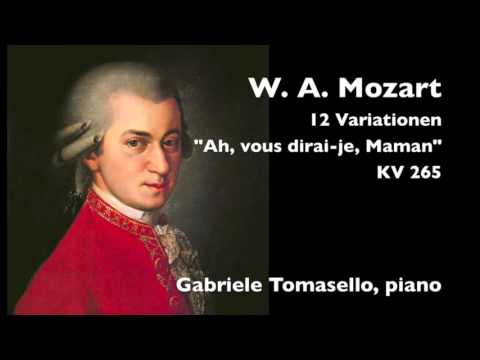 W. A. Mozart
12 Variationen
"Ah, vous dirai-je, Maman"
KV 265
Gabriele Tomasello, piano